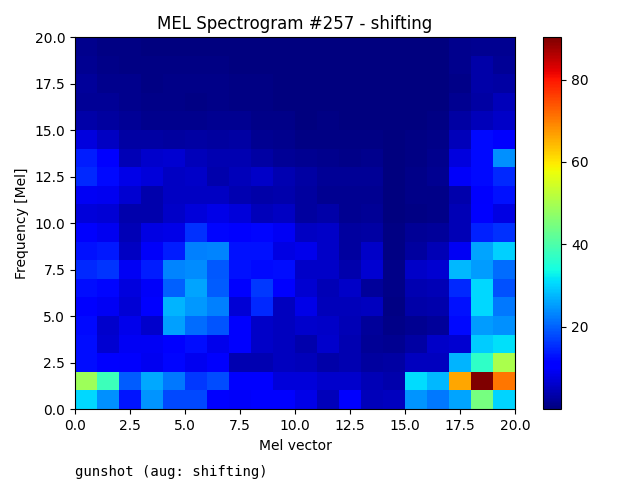 MEL Spectrogram #257 - shifting
20.0
17.5
15.0
12.5
10.0
7.5
5.0
2.5
0.0
Frequency [Mel]
0.0 2.5 5.0 7.5 10.0 12.5 15.0 17.5 20.0
Mel vector
80
60
40
20
gunshot (aug: shifting)